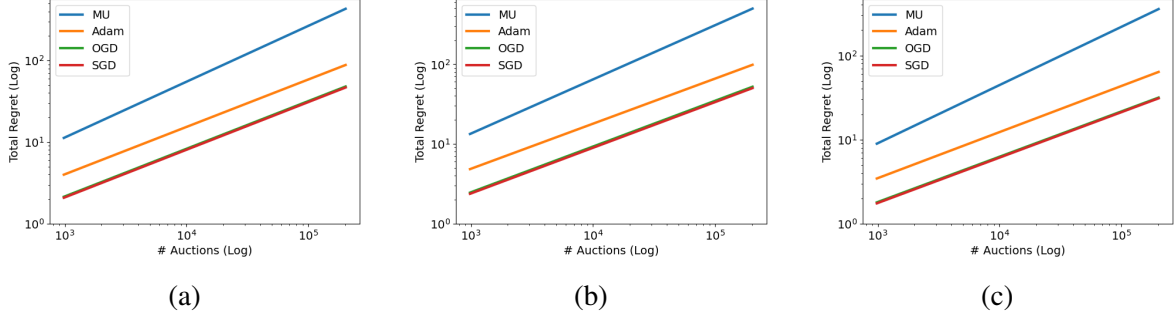 MU
Adam
OGD
SGD
Total Regret (Log)
10^2
10^1
10^0
10^3
10^4
10^5
# Auctions (Log)
(a)
MU
Adam
OGD
SGD
Total Regret (Log)
10^2
10^1
10^0
10^3
10^4
10^5
# Auctions (Log)
(b)
MU
Adam
OGD
SGD
Total Regret (Log)
10^2
10^1
10^0
10^3
10^4
10^5
# Auctions (Log)
(c)